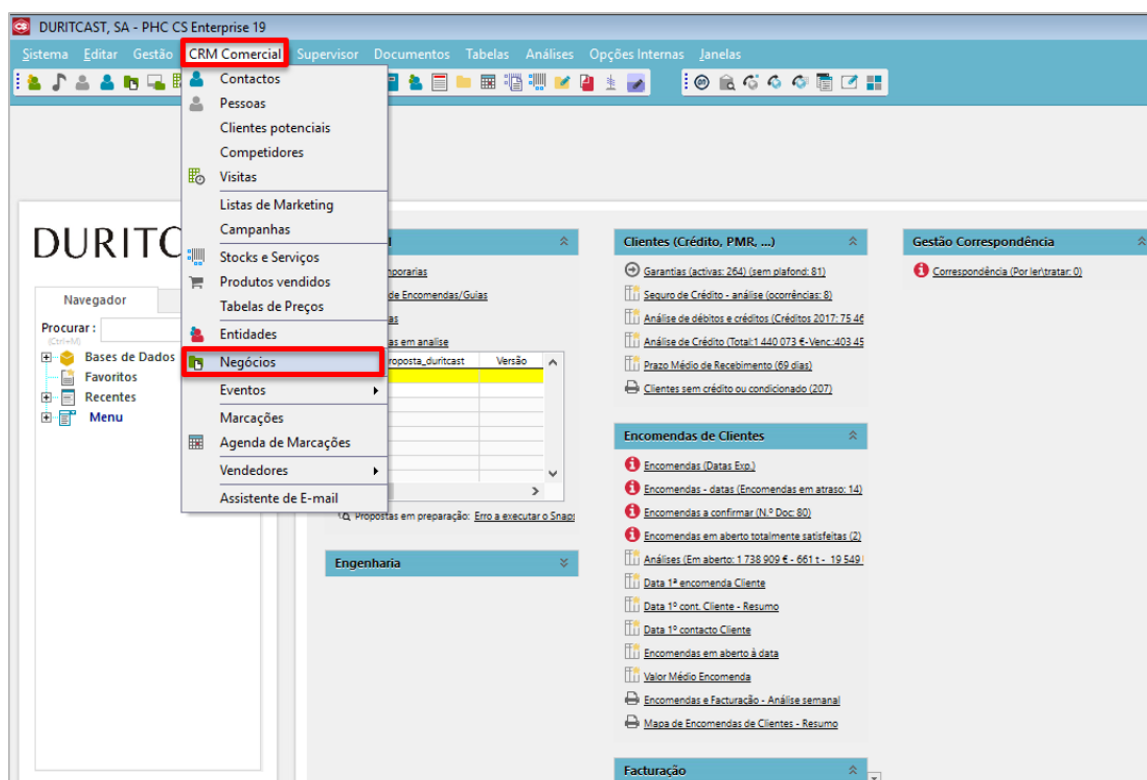 DURITCAST, SA - PHC CS Enterprise 19
Sistema Editar Gestão CRM Comercial Supervisor Documentos Tabelas Análises Opções Internas Janelas
Contactos
Pessoas
Clientes potenciais
Competidores
Visitas
Listas de Marketing
Campanhas
Stocks e Serviços
Produtos vendidos
Tabelas de Preços
Entidades
Negócios
Eventos
Marcações
Agenda de Marcações
Vendedores
Assistente de E-mail
DURITC
Navegador
Procurar :
(Ctrl+M)
Bases de Dados
Favoritos
Recentes
Menu
de Encomendas/Guias
as em analise
Versão
Propostas em preparação: Erro a executar o Snap
Engenharia
Clientes (Crédito, PMR, ...)
Garantias (activas: 264) (sem plafond: 81)
Seguro de Crédito - análise (ocorrências: 8)
Análise de débitos e créditos (Créditos 2017: 75 46
Análise de Crédito (Total:1 440 073 €-Venc.:403 45
Prazo Médio de Recebimento (69 dias)
Clientes sem crédito ou condicionado (207)
Encomendas de Clientes
Encomendas (Datas Exp.)
Encomendas - datas (Encomendas em atraso: 14)
Encomendas a confirmar (N.º Doc: 80)
Encomendas em aberto totalmente satisfeitas (2)
Análises (Em aberto: 1 738 909 € - 661 t - 19 549
Data 1ª encomenda Cliente
Data 1º cont. Cliente - Resumo
Data 1º contacto Cliente
Encomendas em aberto à data
Valor Médio Encomenda
Encomendas e Facturação - Análise semanal
Mapa de Encomendas de Clientes - Resumo
Facturação
Gestão Correspondência
Correspondência (Por ler\tratar: 0)